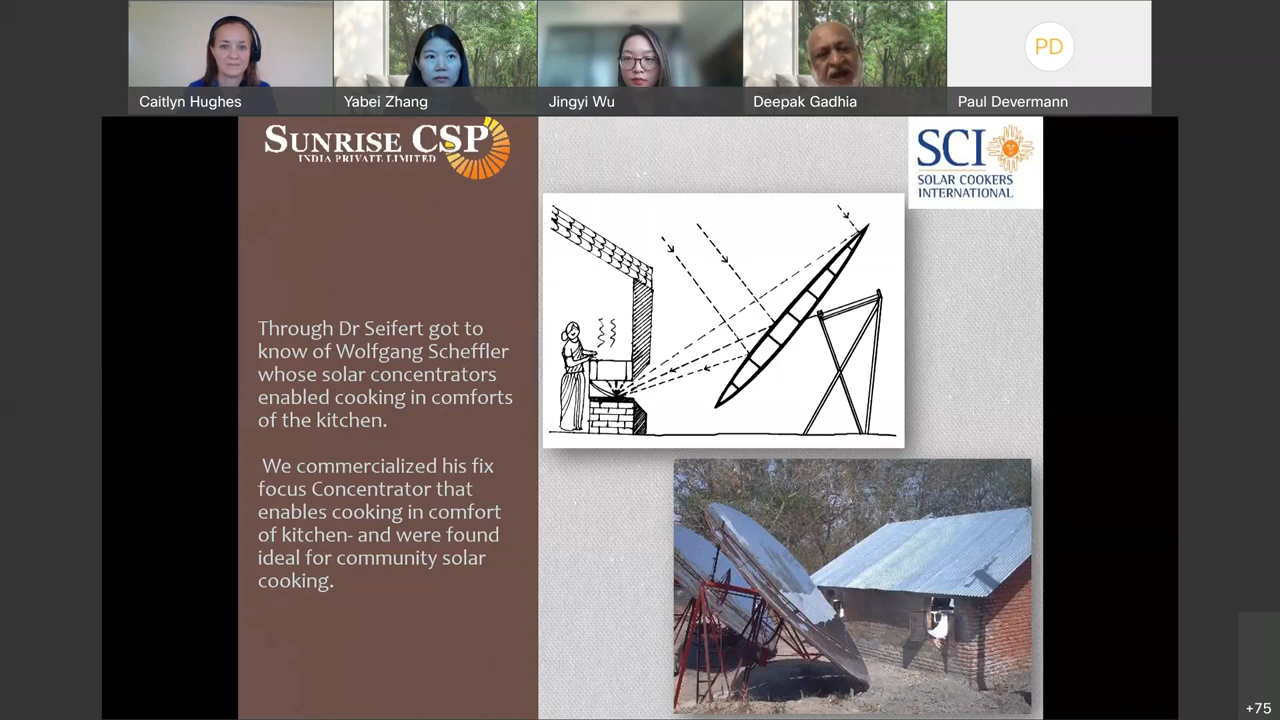 PD
Caitlyn Hughes
Yabei Zhang
Jingyi Wu
Deepak Gadhia
Paul Devermann
SUNRISE CSP
INDIA PRIVATE LIMITED
SCI
SOLAR COOKERS
INTERNATIONAL
Through Dr Seifert got to
know of Wolfgang Scheffler
whose solar concentrators
enabled cooking in comforts
of the kitchen.
We commercialized his fix
focus Concentrator that
enables cooking in comfort
of kitchen- and were found
ideal for community solar
cooking.
+75